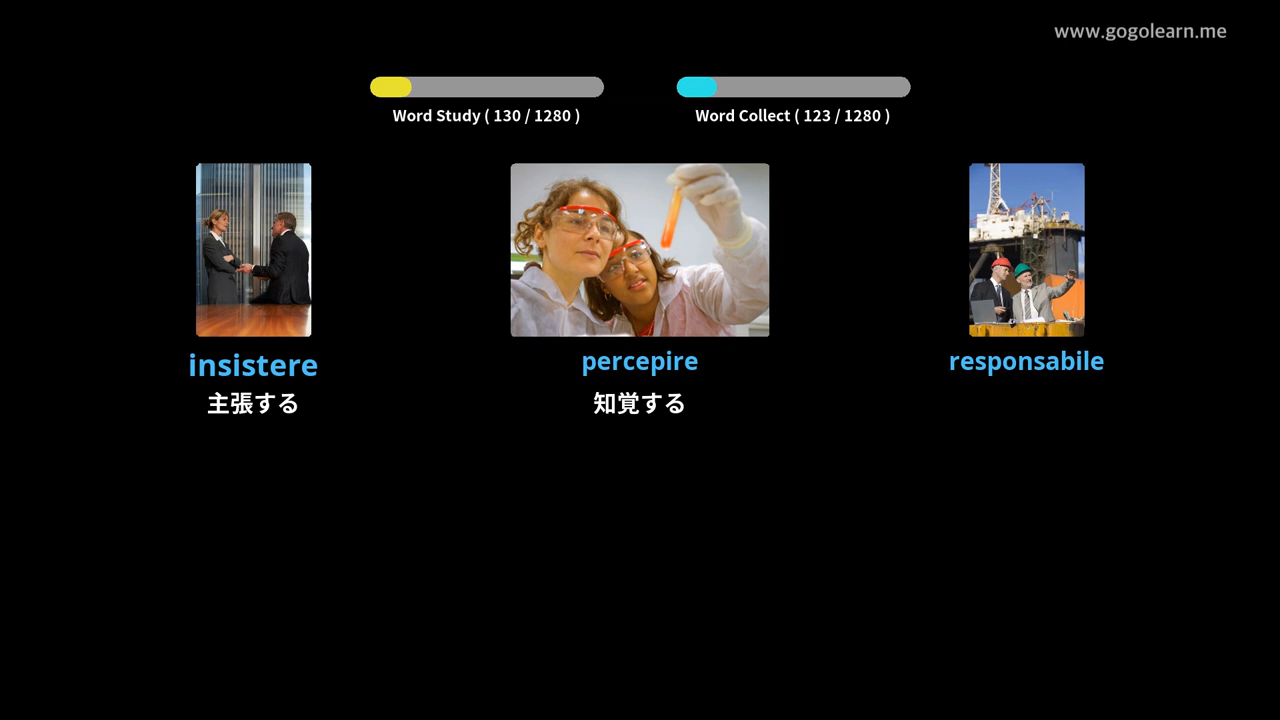 www.gogolearn.me
Word Study ( 130 / 1280 )
Word Collect ( 123 / 1280 )
insistere
percepire
responsabile
主張する
知覚する